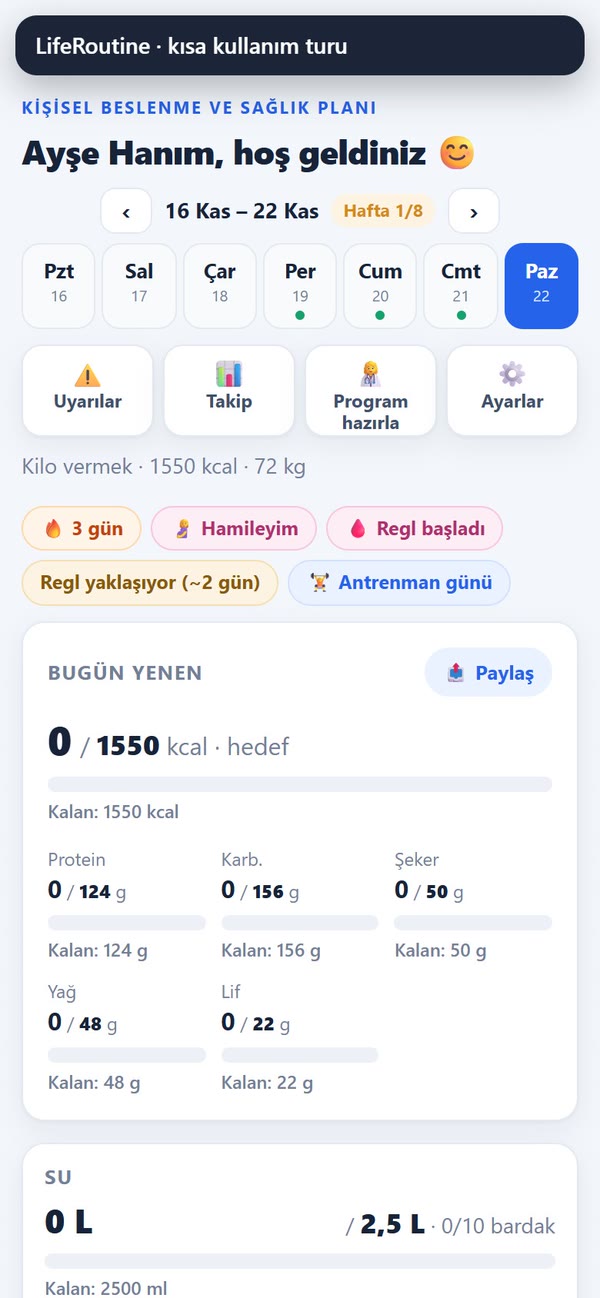 LifeRoutine · kısa kullanım turu
KİŞİSEL BESLENME VE SAĞLIK PLANI
Ayşe Hanım, hoş geldiniz 😊
‹ 16 Kas – 22 Kas Hafta 1/8 ›
Pzt Sal Çar Per Cum Cmt Paz
16 17 18 19 20 21 22
Uyarılar Takip Program hazırla Ayarlar
Kilo vermek · 1550 kcal · 72 kg
🔥 3 gün 🤰 Hamileyim 🩸 Regl başladı
Regl yaklaşıyor (~2 gün) 🏋️ Antrenman günü
BUGÜN YENEN 📤 Paylaş
0 / 1550 kcal · hedef
Kalan: 1550 kcal
Protein Karb. Şeker
0 / 124 g 0 / 156 g 0 / 50 g
Kalan: 124 g Kalan: 156 g Kalan: 50 g
Yağ Lif
0 / 48 g 0 / 22 g
Kalan: 48 g Kalan: 22 g
SU
0 L / 2,5 L · 0/10 bardak
Kalan: 2500 ml